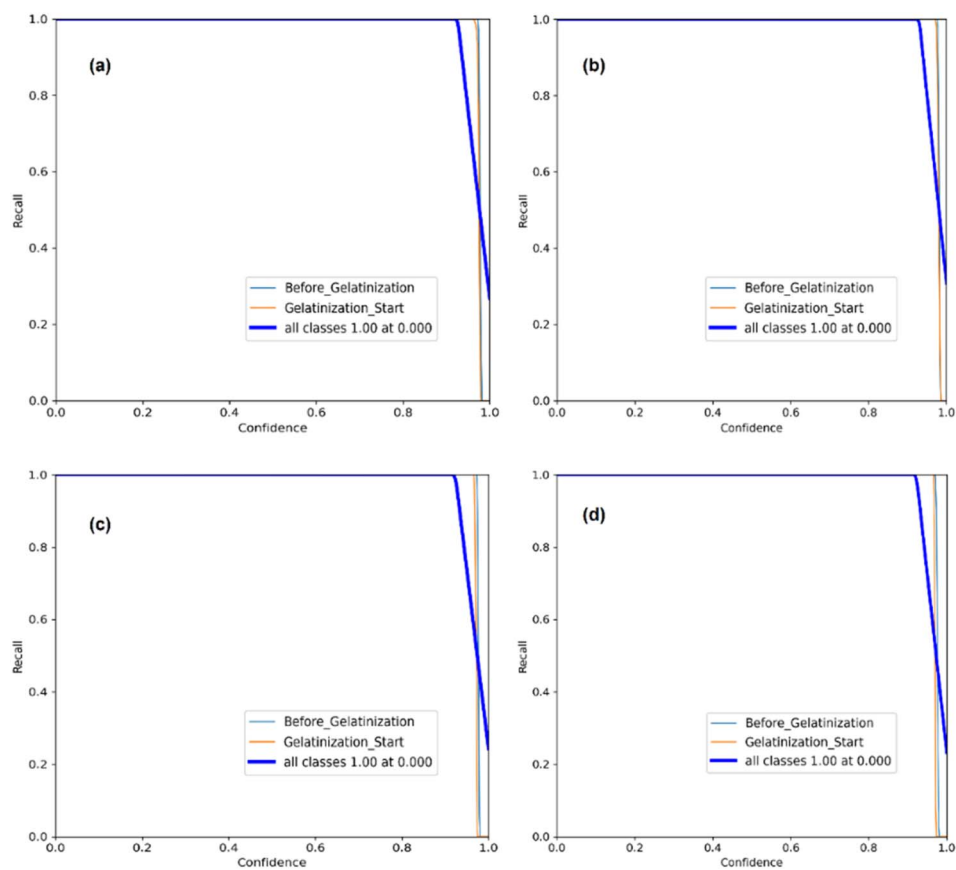 1.0
0.8
0.6
0.4
0.2
0.0
Recall
(a)
Before_Gelatinization
Gelatinization_Start
all classes 1.00 at 0.000
0.0 0.2 0.4 0.6 0.8 1.0
Confidence
1.0
0.8
0.6
0.4
0.2
0.0
Recall
(b)
Before_Gelatinization
Gelatinization_Start
all classes 1.00 at 0.000
0.0 0.2 0.4 0.6 0.8 1.0
Confidence
1.0
0.8
0.6
0.4
0.2
0.0
Recall
(c)
Before_Gelatinization
Gelatinization_Start
all classes 1.00 at 0.000
0.0 0.2 0.4 0.6 0.8 1.0
Confidence
1.0
0.8
0.6
0.4
0.2
0.0
Recall
(d)
Before_Gelatinization
Gelatinization_Start
all classes 1.00 at 0.000
0.0 0.2 0.4 0.6 0.8 1.0
Confidence